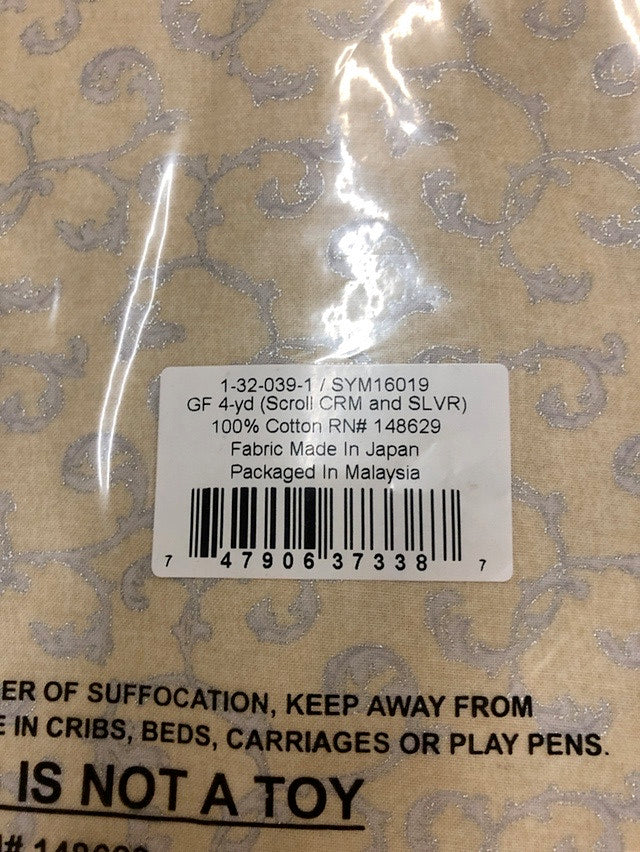 1-32-039-1 / SYM16019
GF 4-yd (Scroll CRM and SLVR)
100% Cotton RN# 148629
Fabric Made In Japan
Packaged In Malaysia
7 47906 37338 7
ER OF SUFFOCATION, KEEP AWAY FROM
E IN CRIBS, BEDS, CARRIAGES OR PLAY PENS.
IS NOT A TOY